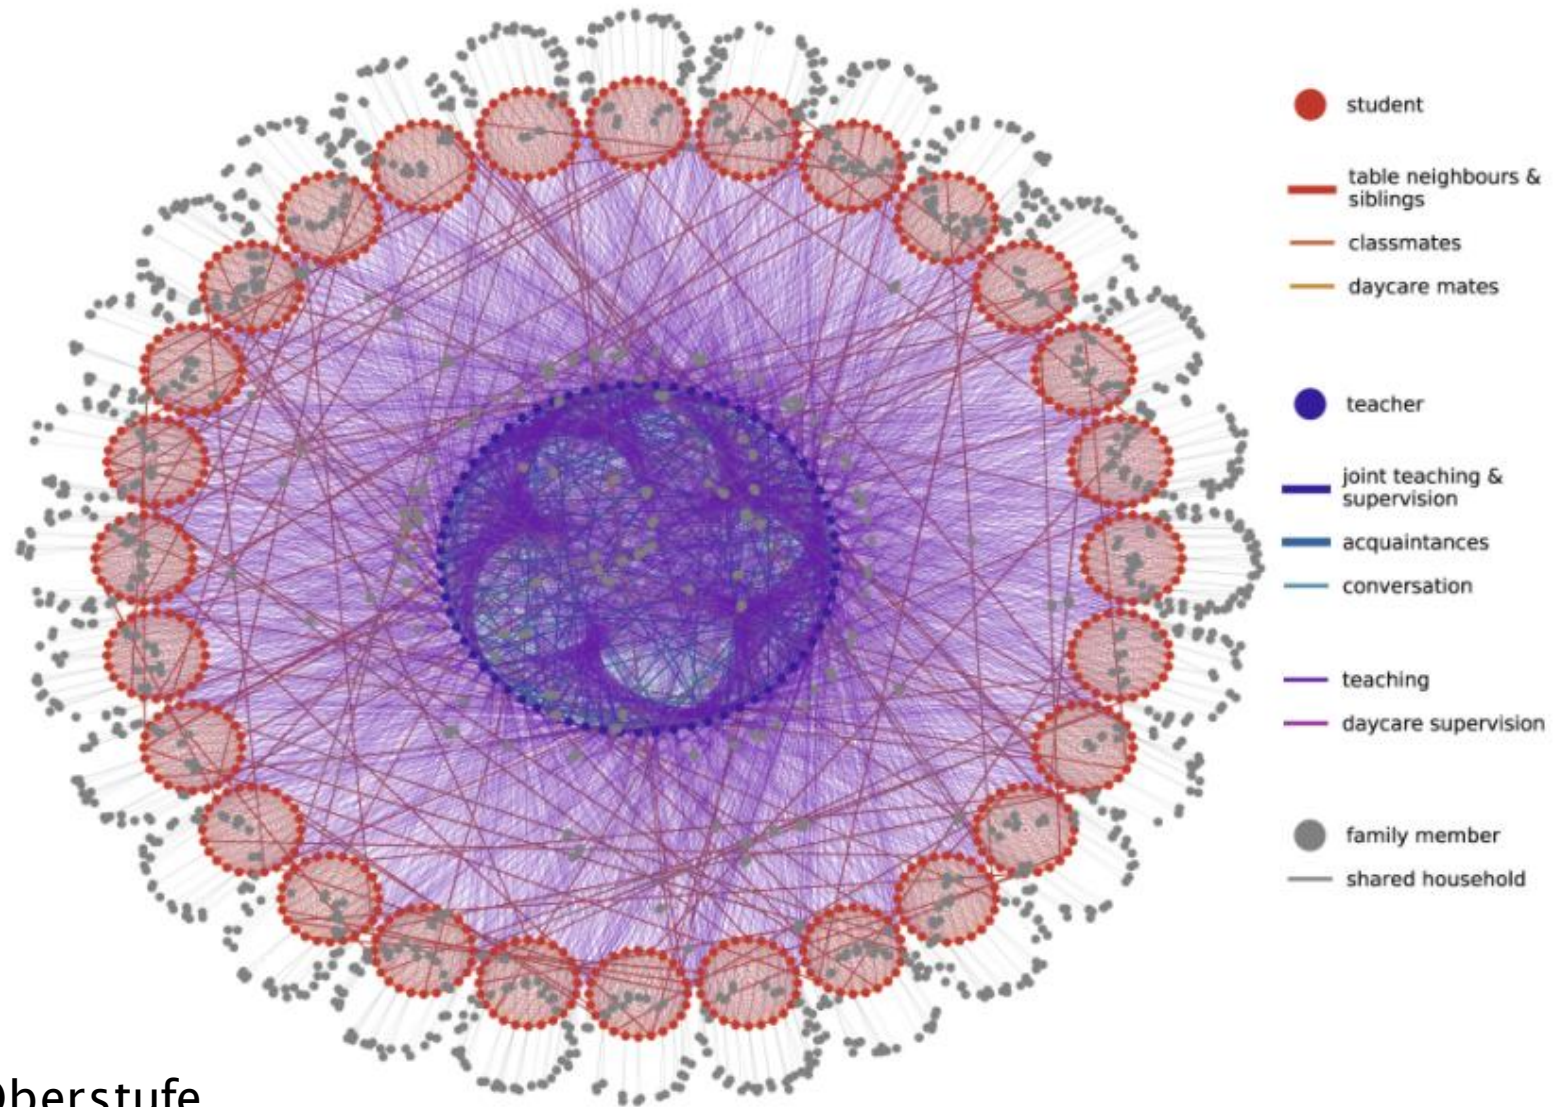 student
table neighbours &
siblings
classmates
daycare mates
teacher
joint teaching &
supervision
acquaintances
conversation
teaching
daycare supervision
family member
shared household
Oberstufe